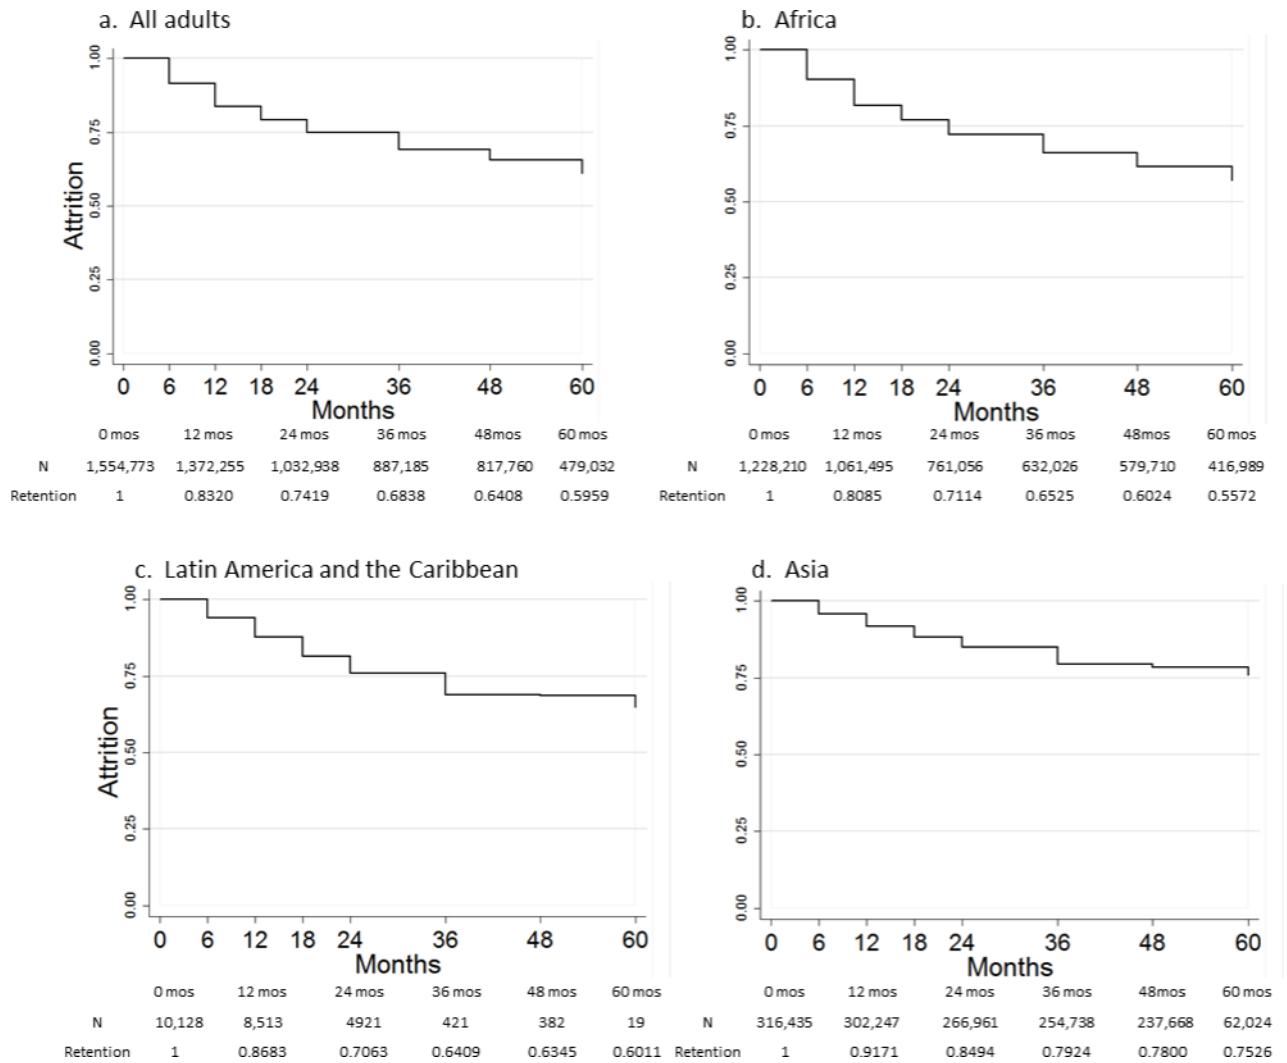 a. All adults
1.00
0.75
0.50
0.25
0.00
Attrition
0 6 12 18 24 36 48 60
Months
0 mos 12 mos 24 mos 36 mos 48mos 60 mos
N 1,554,773 1,372,255 1,032,938 887,185 817,760 479,032
Retention 1 0.8320 0.7419 0.6838 0.6408 0.5959
b. Africa
1.00
0.75
0.50
0.25
0.00
0 6 12 18 24 36 48 60
Months
0 mos 12 mos 24 mos 36 mos 48mos 60 mos
N 1,228,210 1,061,495 761,056 632,026 579,710 416,989
Retention 1 0.8085 0.7114 0.6525 0.6024 0.5572
c. Latin America and the Caribbean
1.00
0.75
0.50
0.25
0.00
Attrition
0 6 12 18 24 36 48 60
Months
0 mos 12 mos 24 mos 36 mos 48 mos 60 mos
N 10,128 8,513 4921 421 382 19
Retention 1 0.8683 0.7063 0.6409 0.6345 0.6011
d. Asia
1.00
0.75
0.50
0.25
0.00
0 6 12 18 24 36 48 60
Months
0 mos 12 mos 24 mos 36 mos 48mos 60 mos
N 316,435 302,247 266,961 254,738 237,668 62,024
Retention 1 0.9171 0.8494 0.7924 0.7800 0.7526